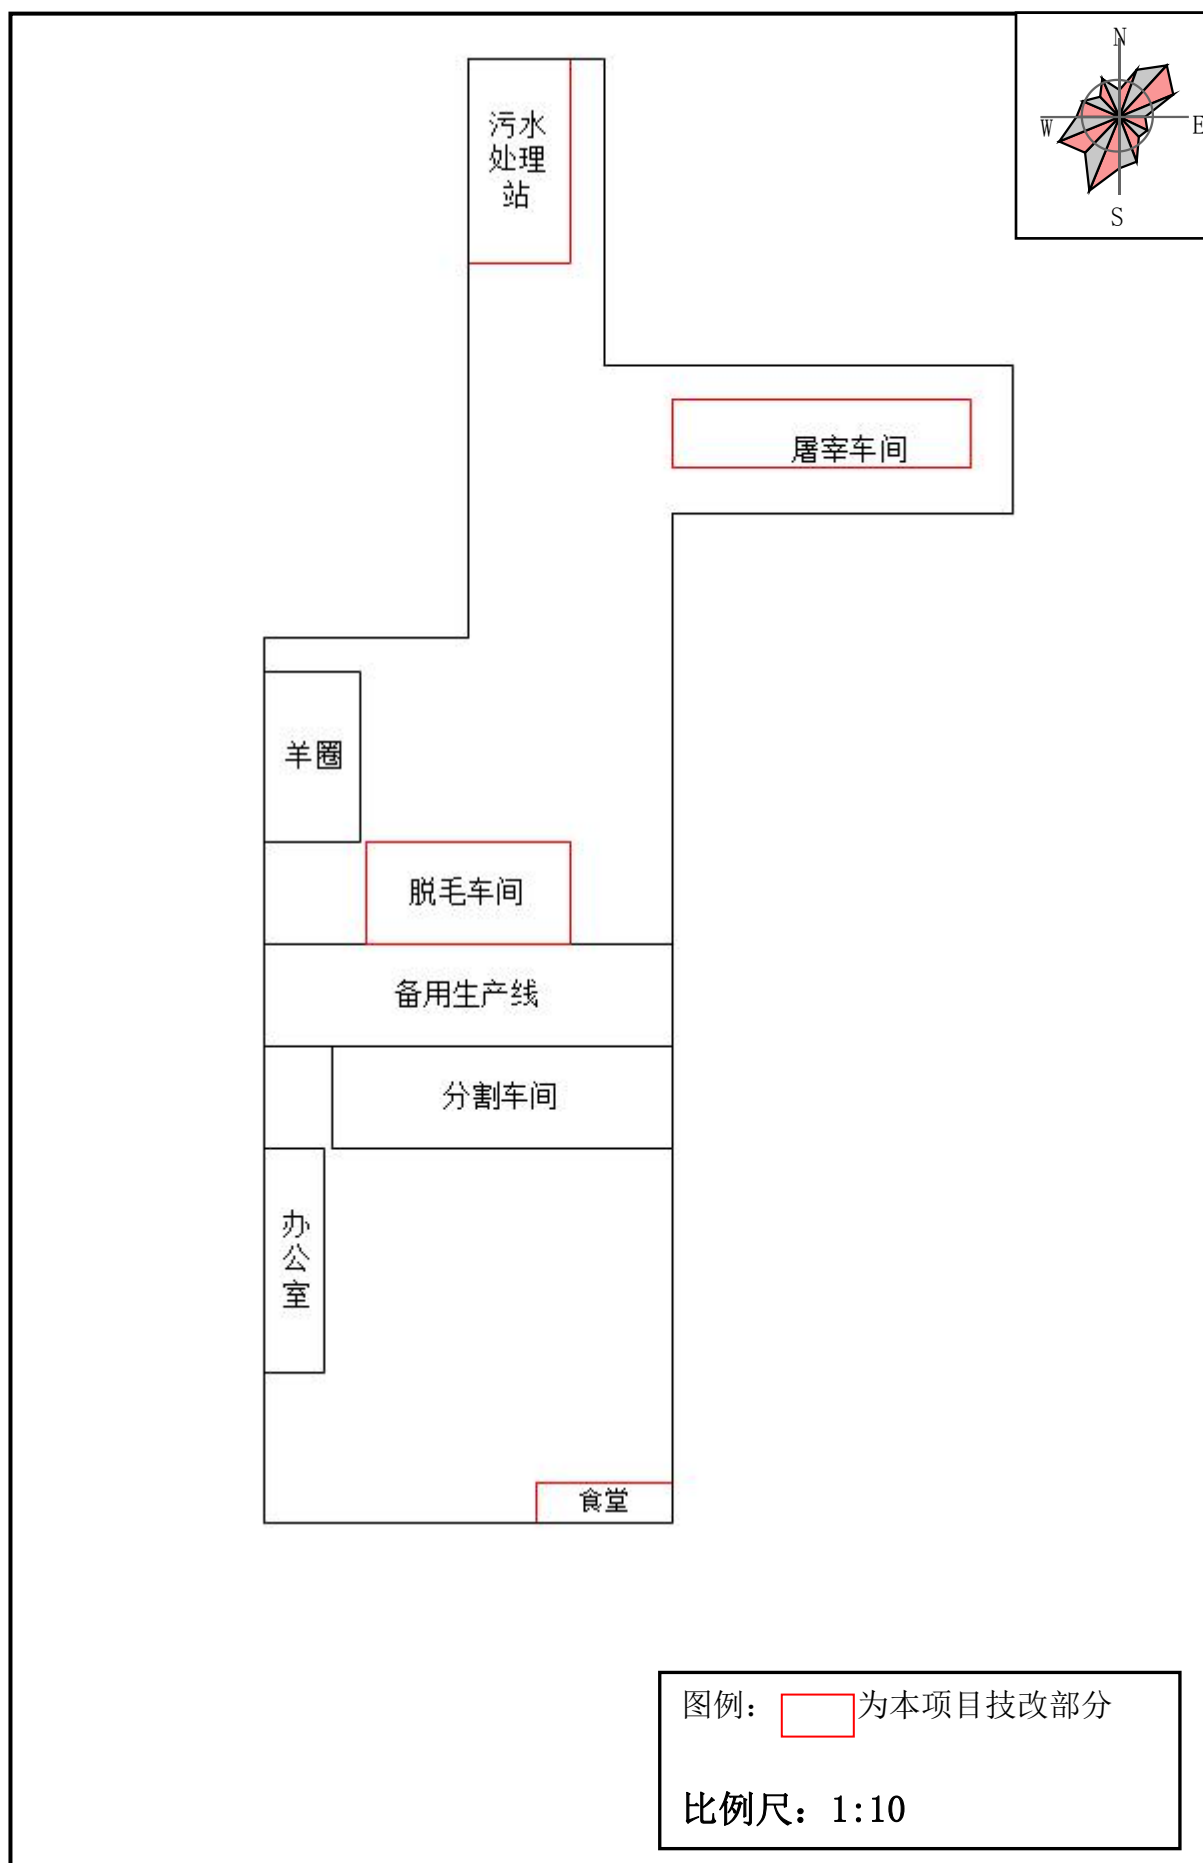 N
W
E
S
污水
处理
站
屠宰车间
羊圈
脱毛车间
备用生产线
分割车间
办
公
室
食堂
图例： 为本项目技改部分
比例尺：1:10